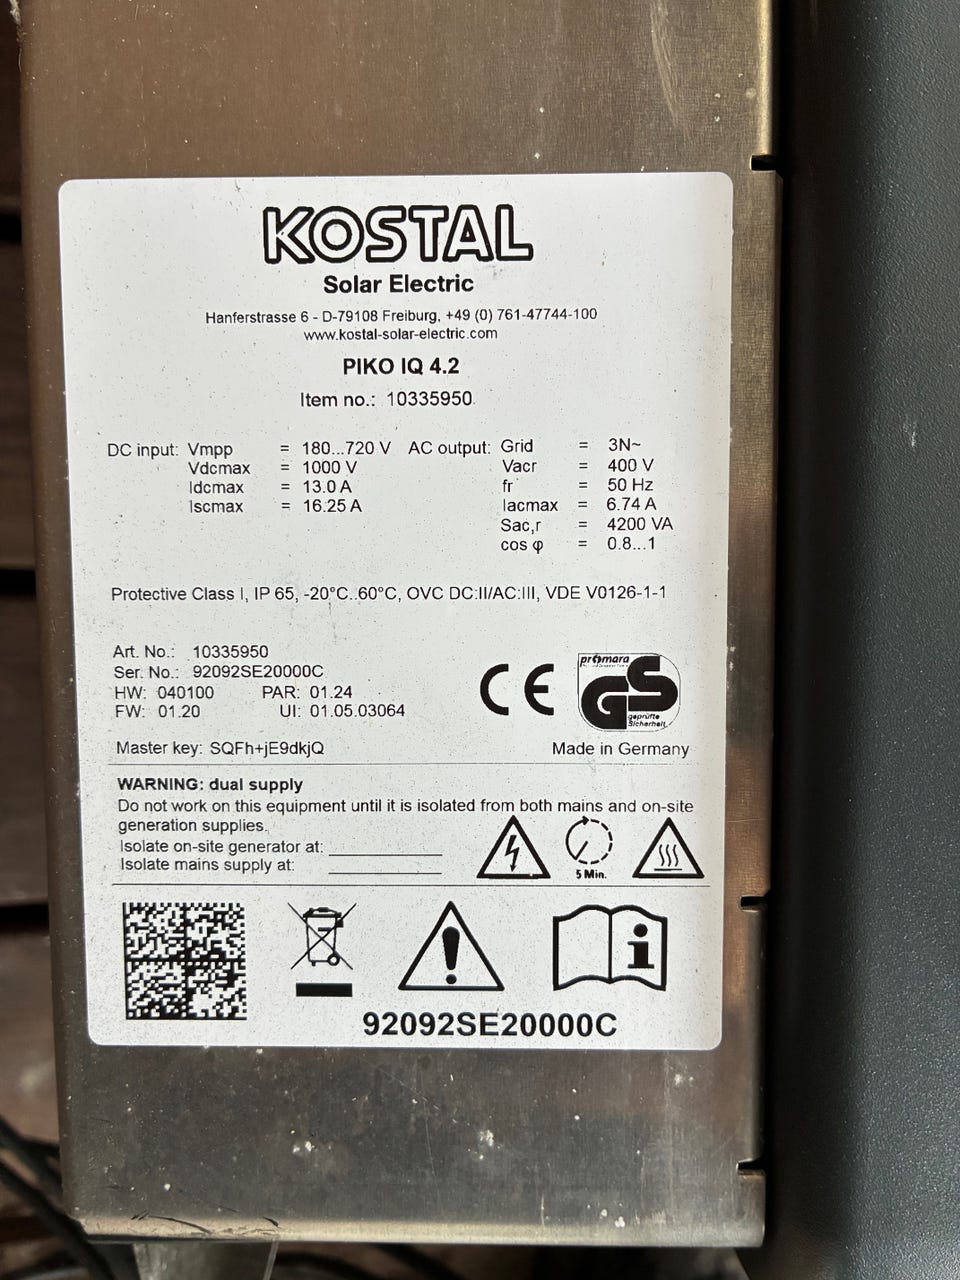 KOSTAL
Solar Electric
Hanferstrasse 6 - D-79108 Freiburg, +49 (0) 761-47744-100
www.kostal-solar-electric.com
PIKO IQ 4.2
Item no.: 10335950
DC input: Vmpp = 180...720 V AC output: Grid = 3N~
Vdcmax = 1000 V Vacr = 400 V
Idcmax = 13.0 A fr = 50 Hz
Iscmax = 16.25 A Iacmax = 6.74 A
Sac,r = 4200 VA
cos φ = 0.8...1
Protective Class I, IP 65, -20°C..60°C, OVC DC:II/AC:III, VDE V0126-1-1
Art. No.: 10335950
Ser. No.: 92092SE20000C
HW: 040100 PAR: 01.24
FW: 01.20 UI: 01.05.03064
CE
promara
GS
geprüfte
Sicherheit
Master key: SQFh+jE9dkjQ Made in Germany
WARNING: dual supply
Do not work on this equipment until it is isolated from both mains and on-site
generation supplies.
Isolate on-site generator at:
Isolate mains supply at:
5 Min.
92092SE20000C